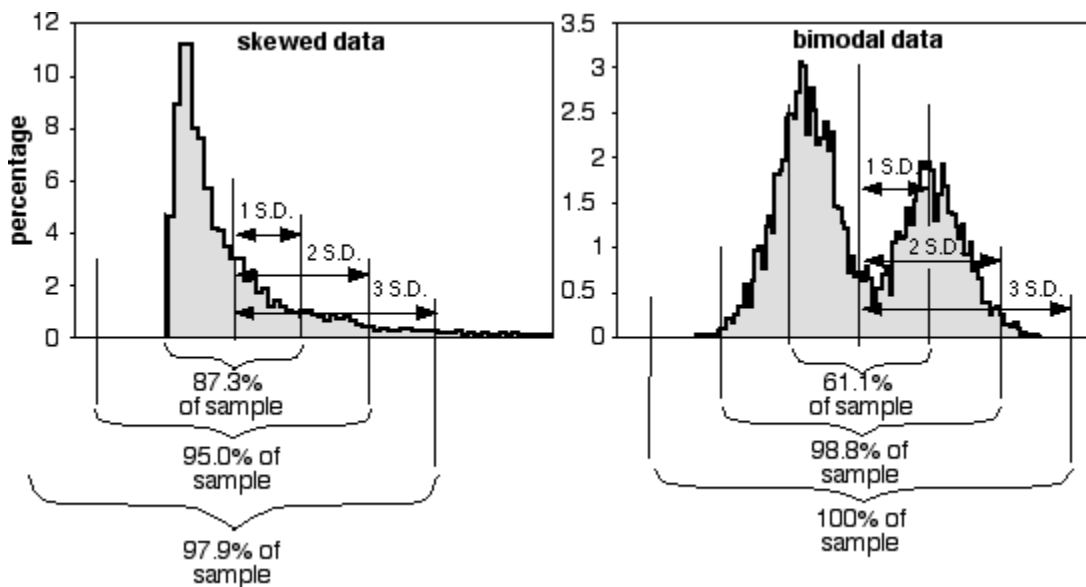 skewed data
percentage
12
10
8
6
4
2
0
1 S.D.
2 S.D.
3 S.D.
87.3%
of sample
95.0% of
sample
97.9% of
sample
bimodal data
3.5
3
2.5
2
1.5
1
0.5
0
1 S.D.
2 S.D.
3 S.D.
61.1%
of sample
98.8% of
sample
100% of
sample